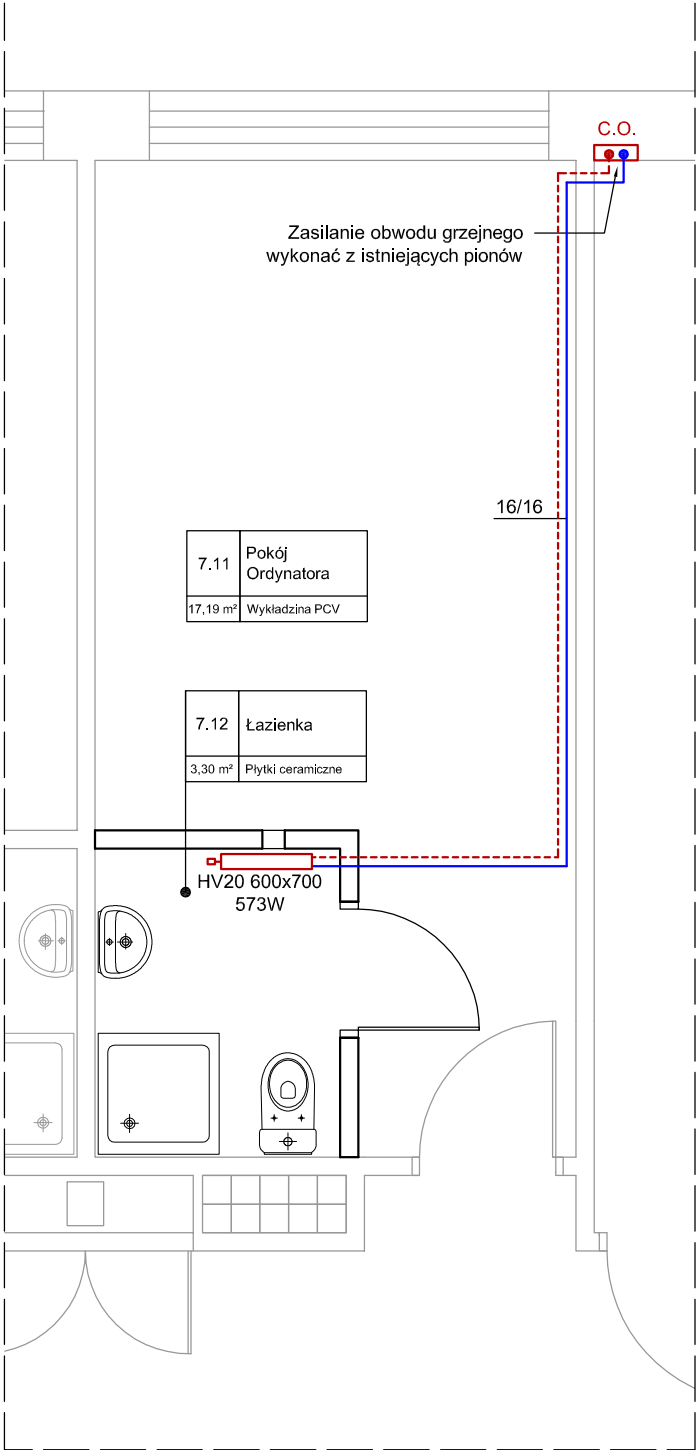 C.O.
Zasilanie obwodu grzejnego
wykonać z istniejących pionów
16/16
7.11
Pokój
Ordynatora
17,19 m²
Wykładzina PCV
7.12
Łazienka
3,30 m²
Płytki ceramiczne
HV20 600x700
573W